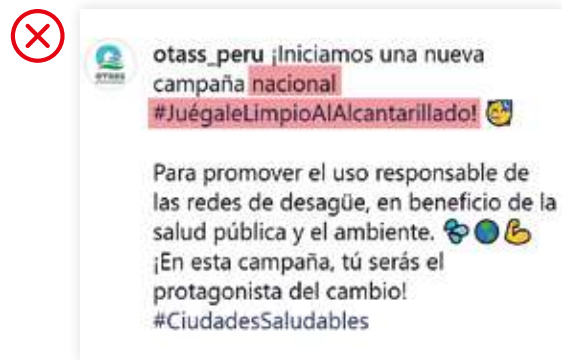 otass_peru ¡Iniciamos una nueva
campaña nacional
#JuégaleLimpioAlAlcantarillado! 🥳
Para promover el uso responsable de
las redes de desagüe, en beneficio de la
salud pública y el ambiente. 🌎💪
¡En esta campaña, tú serás el
protagonista del cambio!
#CiudadesSaludables
OTASS